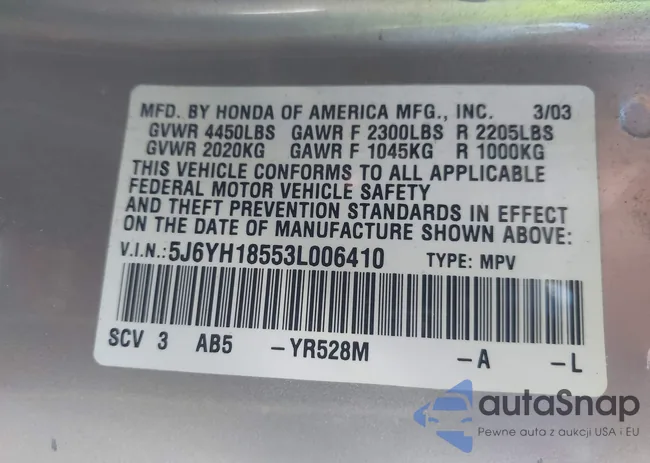 MFD. BY HONDA OF AMERICA MFG., INC. 3/03
GVWR 4450LBS GAWR F 2300LBS R 2205LBS
GVWR 2020KG GAWR F 1045KG R 1000KG
THIS VEHICLE CONFORMS TO ALL APPLICABLE
FEDERAL MOTOR VEHICLE SAFETY
AND THEFT PREVENTION STANDARDS IN EFFECT
ON THE DATE OF MANUFACTURE SHOWN ABOVE:
V.I.N.: 5J6YH18553L006410 TYPE: MPV
SCV 3 AB5 -YR528M -A -L
autaSnap
Pewne auta z aukcji USA i EU